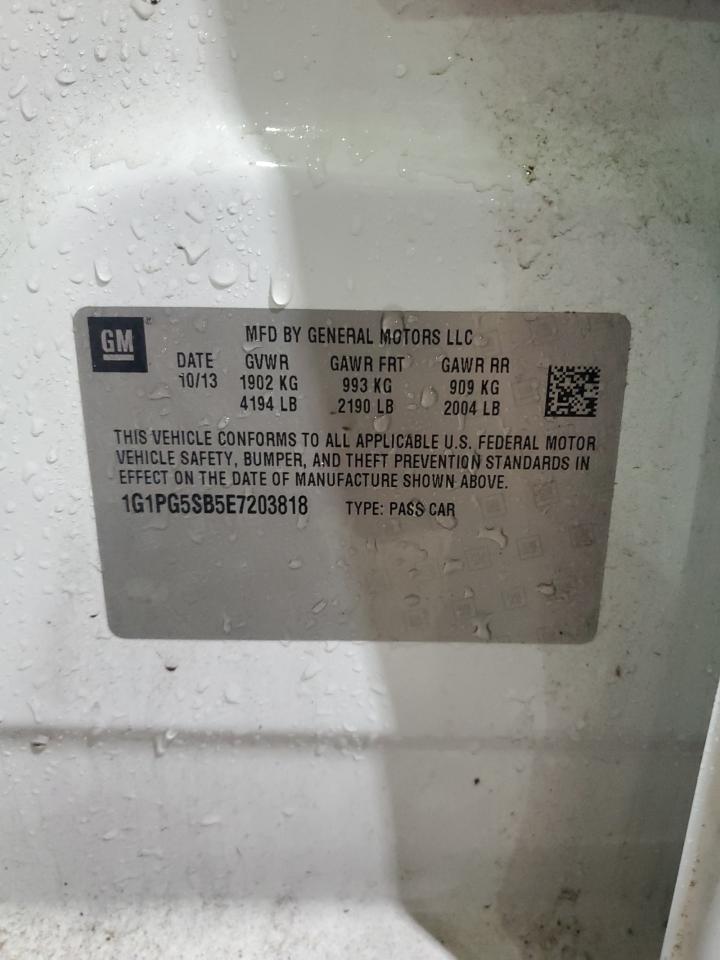 GM
MFD BY GENERAL MOTORS LLC
DATE GVWR GAWR FRT GAWR RR
10/13 1902 KG 993 KG 909 KG
4194 LB 2190 LB 2004 LB
THIS VEHICLE CONFORMS TO ALL APPLICABLE U.S. FEDERAL MOTOR
VEHICLE SAFETY, BUMPER, AND THEFT PREVENTION STANDARDS IN
EFFECT ON THE DATE OF MANUFACTURE SHOWN ABOVE.
1G1PG5SB5E7203818 TYPE: PASS CAR